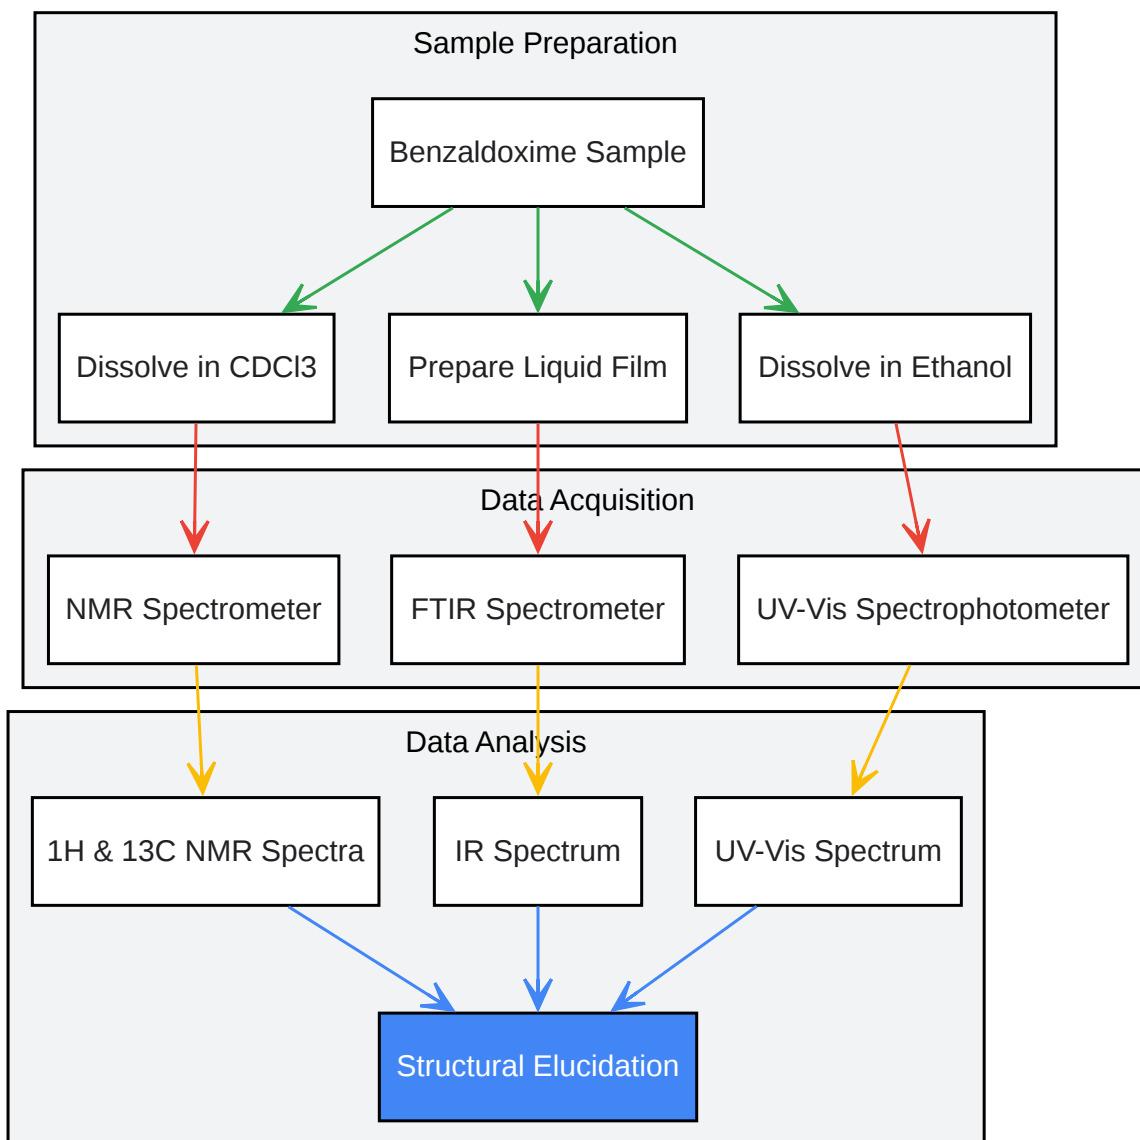 Sample Preparation
Benzaldoxime Sample
Dissolve in CDCl3
Prepare Liquid Film
Dissolve in Ethanol
Data Acquisition
NMR Spectrometer
FTIR Spectrometer
UV-Vis Spectrophotometer
Data Analysis
1H & 13C NMR Spectra
IR Spectrum
UV-Vis Spectrum
Structural Elucidation